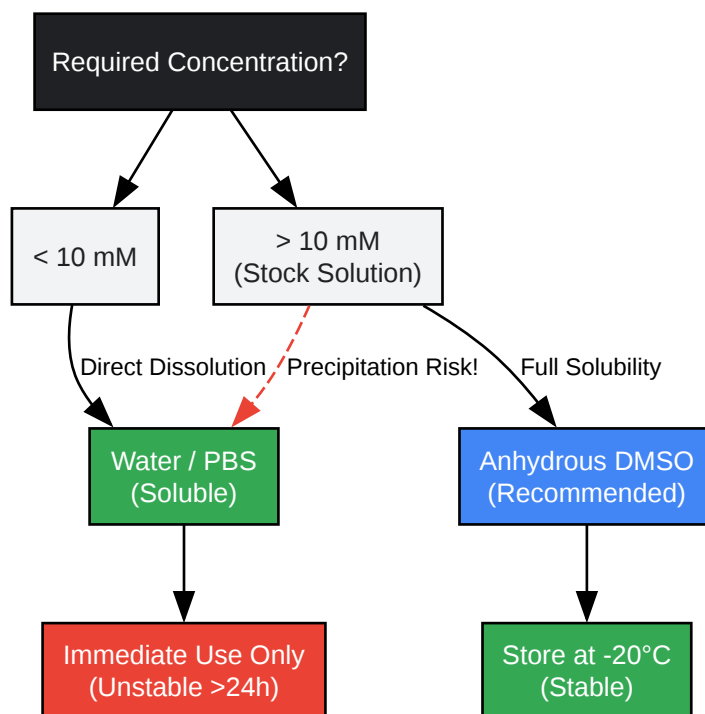 Required Concentration?
< 10 mM
> 10 mM
(Stock Solution)
Direct Dissolution
Precipitation Risk!
Full Solubility
Water / PBS
(Soluble)
Anhydrous DMSO
(Recommended)
Immediate Use Only
(Unstable >24h)
Store at -20°C
(Stable)